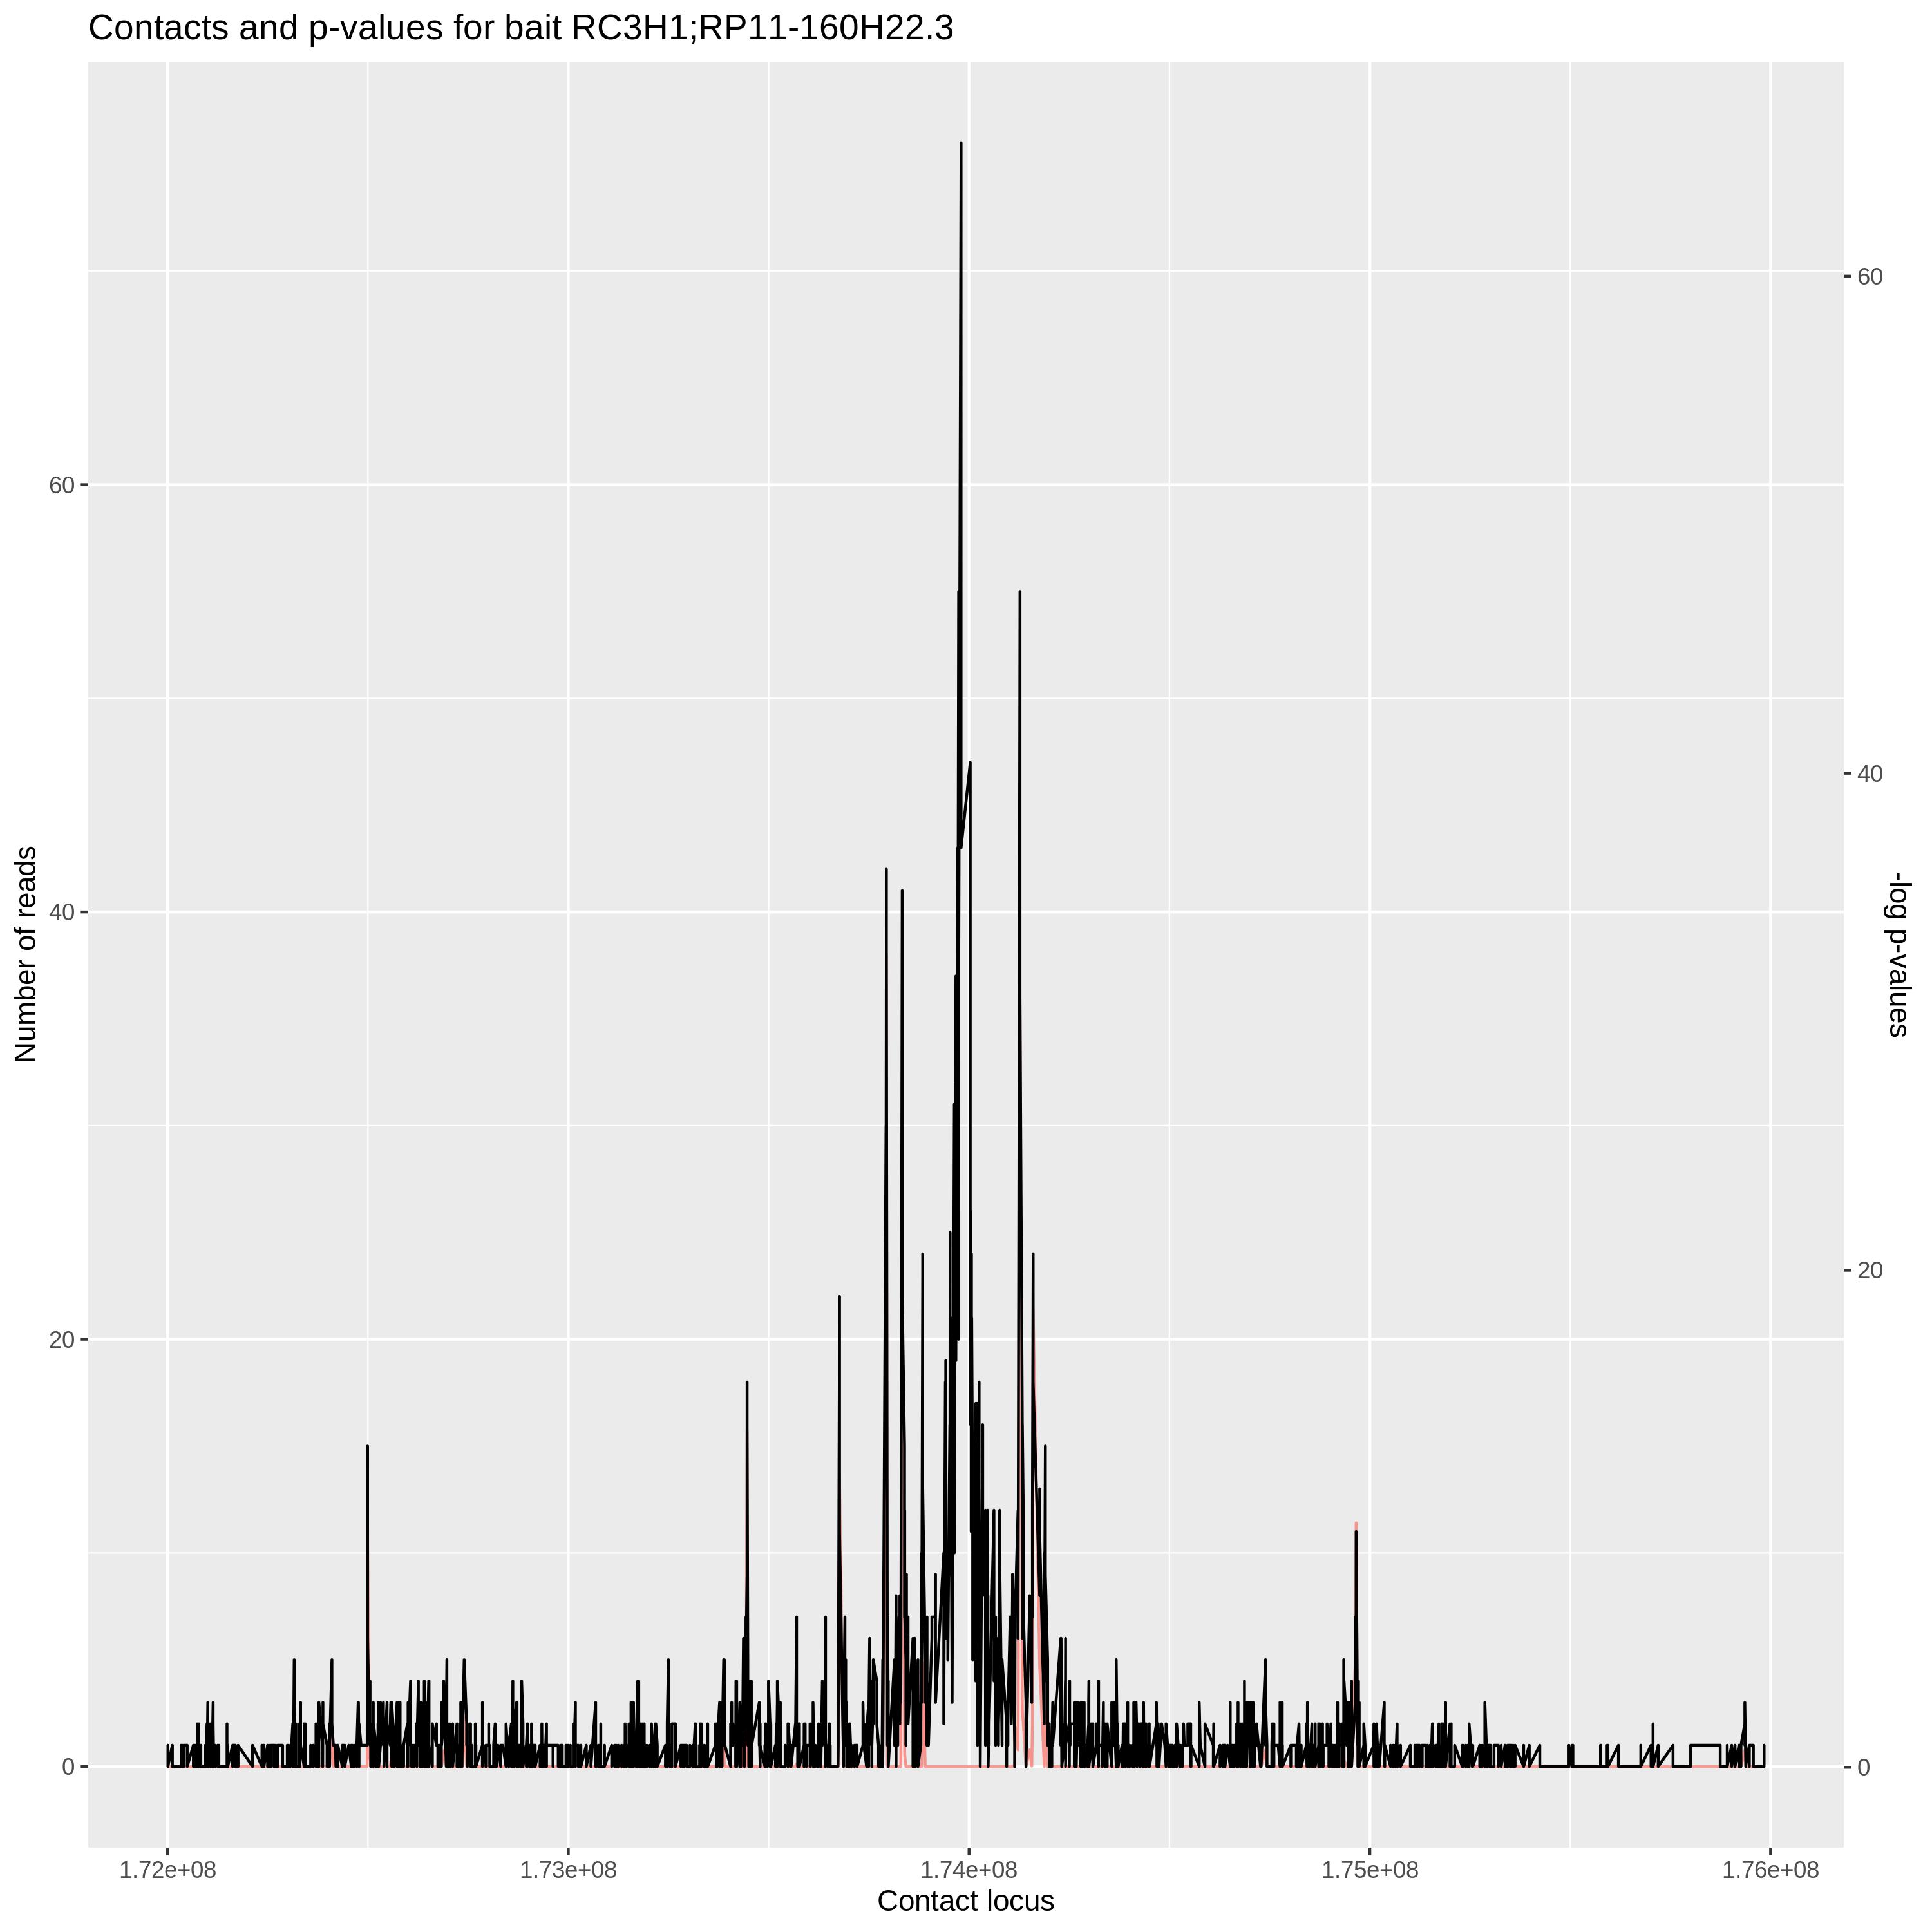 Contacts and p-values for bait RC3H1;RP11-160H22.3
Number of reads
60
40
20
0
60
40
20
0
-log p-values
1.72e+08 1.73e+08 1.74e+08 1.75e+08 1.76e+08
Contact locus